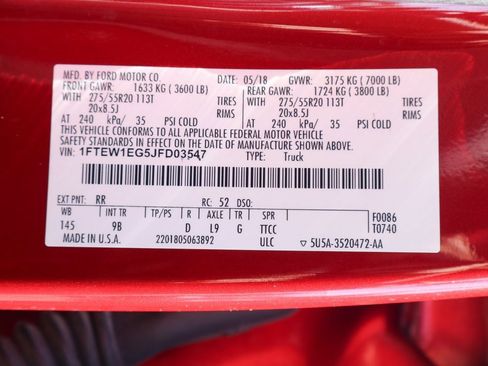 MFD. BY FORD MOTOR CO. 05/18 GVWR: 3175 KG ( 7000 LB)
FRONT GAWR: 1633 KG ( 3600 LB) REAR GAWR: 1724 KG ( 3800 LB)
WITH 275/55R20 113T TIRES WITH 275/55R20 113T TIRES
20x8.5J RIMS 20x8.5J RIMS
AT 240 kPa/ 35 PSI COLD AT 240 kPa/ 35 PSI COLD
THIS VEHICLE CONFORMS TO ALL APPLICABLE FEDERAL MOTOR VEHICLE
SAFETY STANDARDS IN EFFECT ON THE DATE OF MANUFACTURE SHOWN ABOVE.
VIN: 1FTEW1EG5JFD03547 TYPE: Truck
EXT PNT: RR RC: 52 DSO:
WB INT TR TP/PS R AXLE TR SPR F0086
145 9B D L9 G TTCC T0740
MADE IN U.S.A. 2201805063892 ULC ▽ 5U5A-3520472-AA